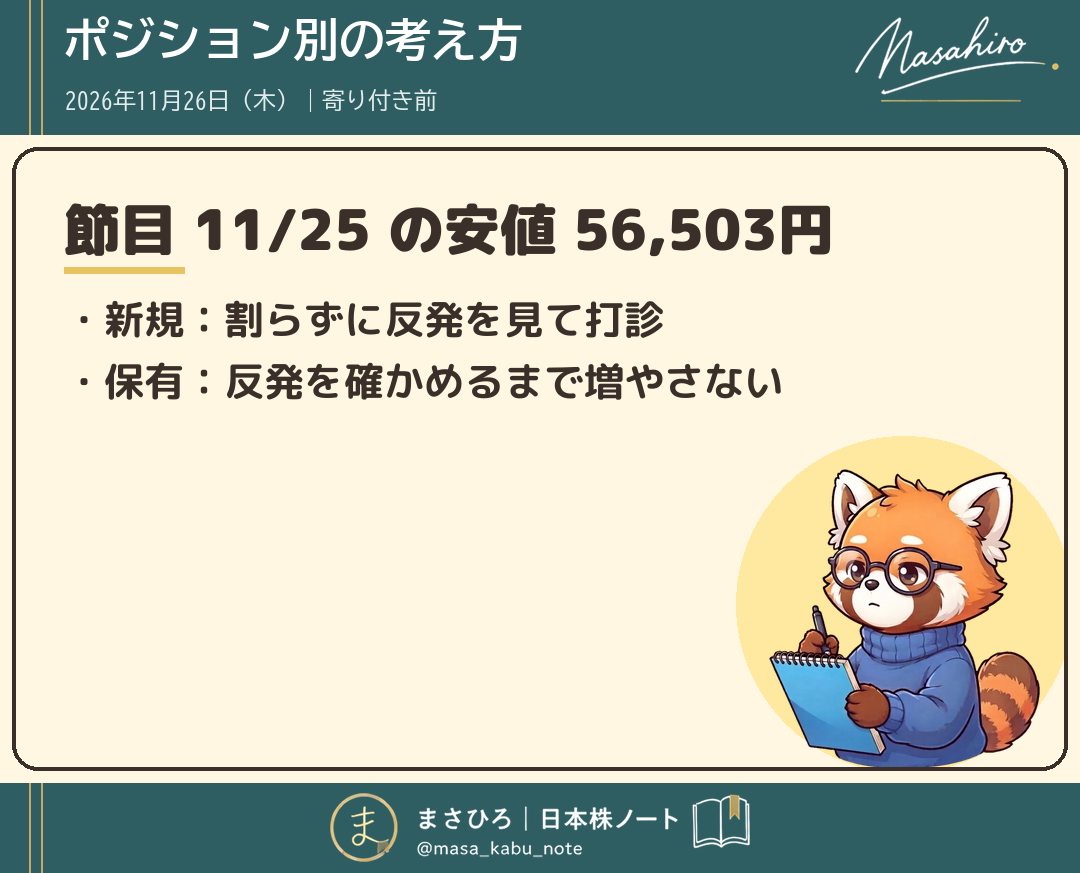 ポジション別の考え方
Masahiro
2026年11月26日（木）｜寄り付き前
節目 11/25 の安値 56,503円
・新規：割らずに反発を見て打診
・保有：反発を確かめるまで増やさない
ま
まさひろ｜日本株ノート
@masa_kabu_note